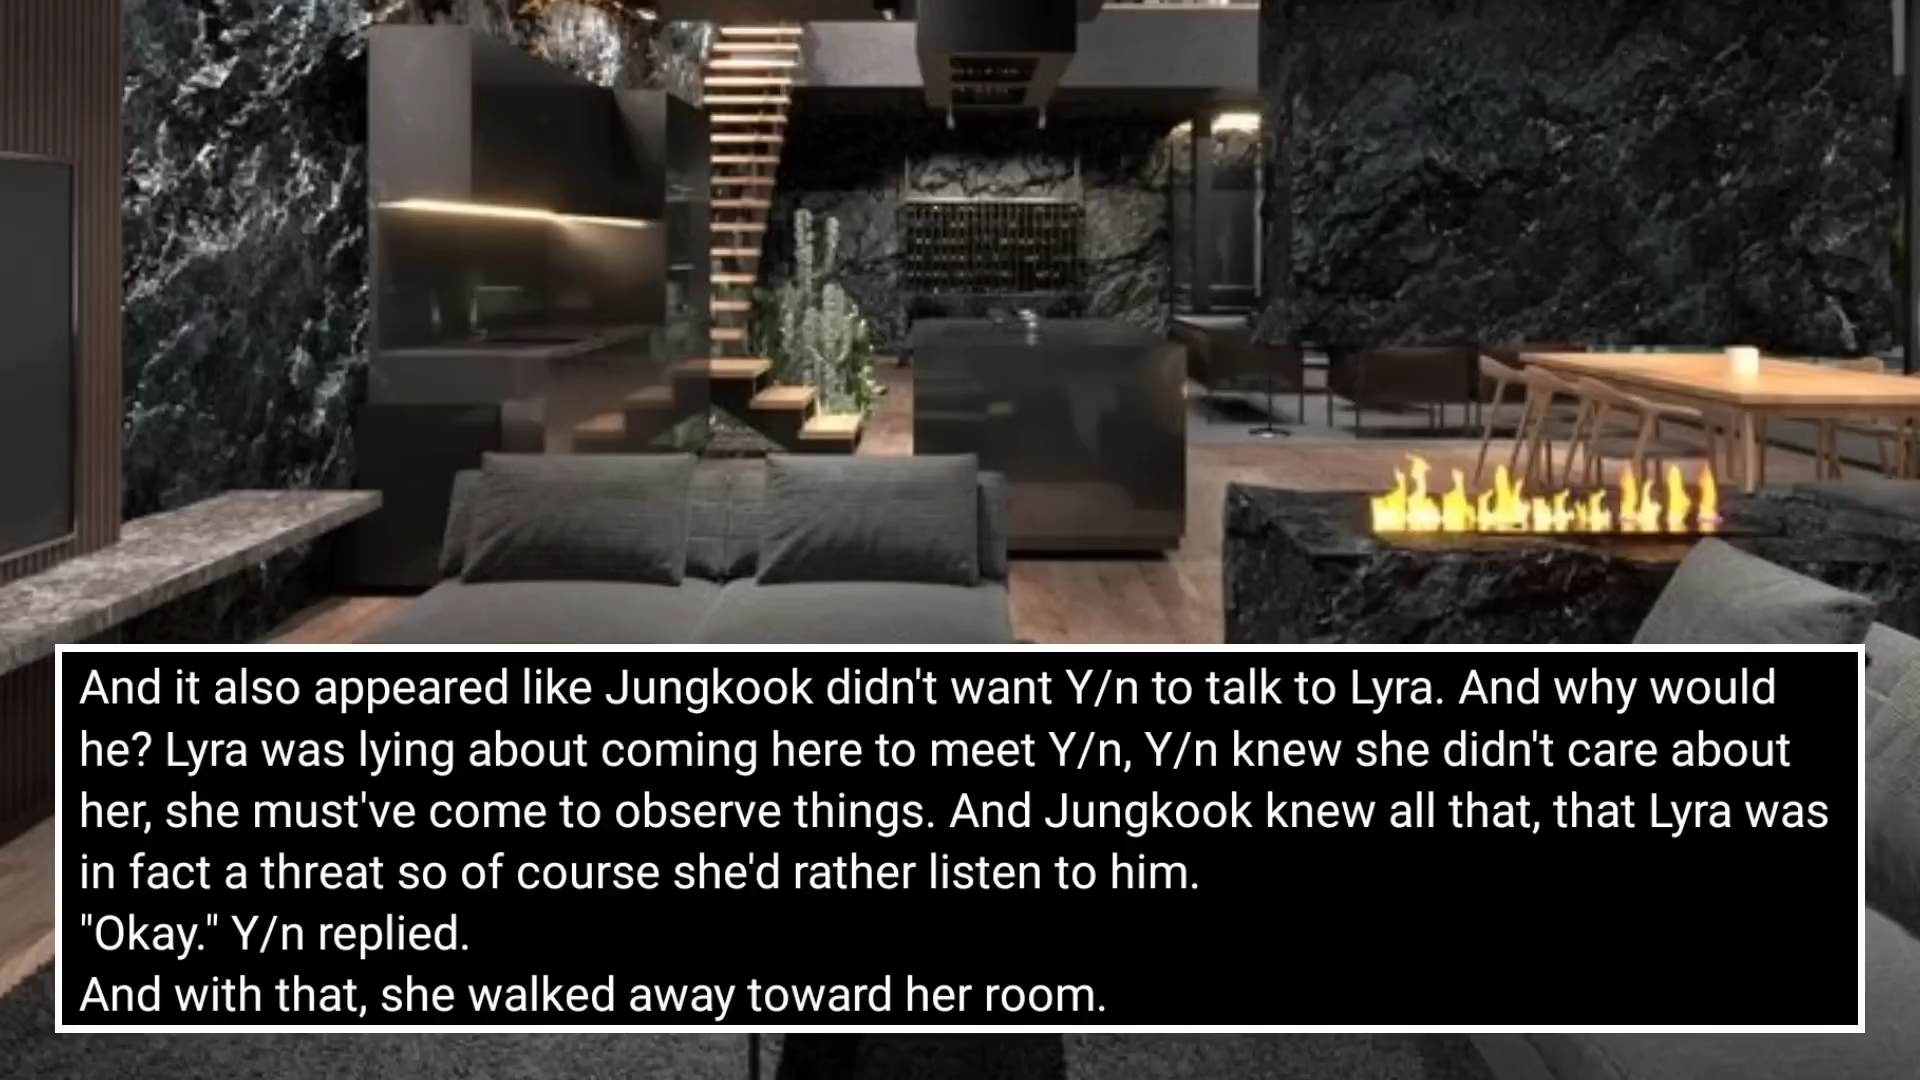 And it also appeared like Jungkook didn't want Y/n to talk to Lyra. And why would
he? Lyra was lying about coming here to meet Y/n, Y/n knew she didn't care about
her, she must've come to observe things. And Jungkook knew all that, that Lyra was
in fact a threat so of course she'd rather listen to him.
"Okay." Y/n replied.
And with that, she walked away toward her room.